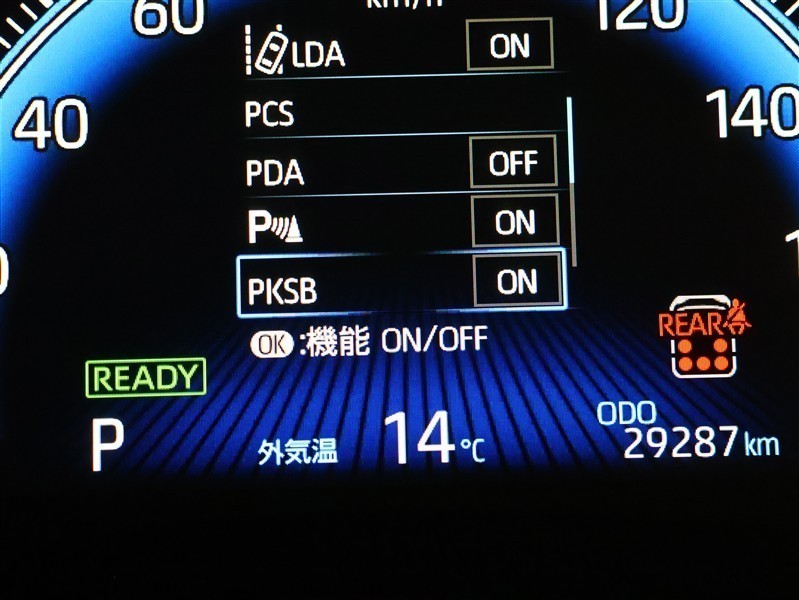 km/h
60
120
LDA ON
40
PCS
140
PDA OFF
P ON
PKSB ON
REAR
OK :機能 ON/OFF
READY
P
外気温 14℃
ODO
29287 km